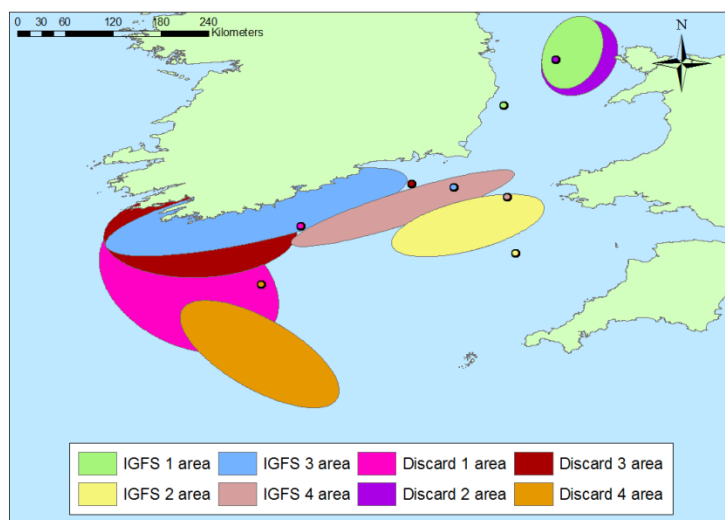 0 15 30 60 120 180 240
Kilometers
N
IGFS 1 area IGFS 3 area Discard 1 area Discard 3 area
IGFS 2 area IGFS 4 area Discard 2 area Discard 4 area